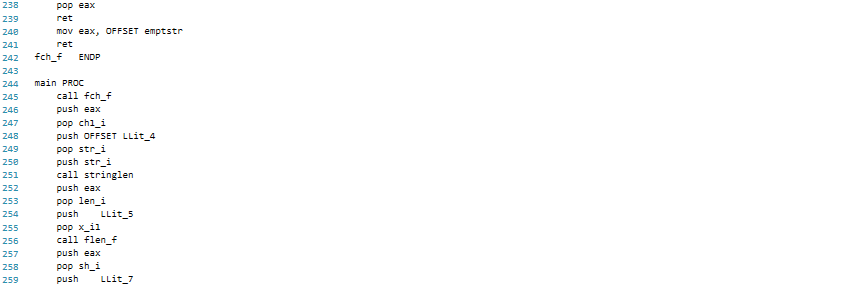 238 pop eax
239 ret
240 mov eax, OFFSET emptstr
241 ret
242 fch_f ENDP
243
244 main PROC
245 call fch_f
246 push eax
247 pop ch1_i
248 push OFFSET LLit_4
249 pop str_i
250 push str_i
251 call stringlen
252 push eax
253 pop len_i
254 push LLit_5
255 pop x_i1
256 call flen_f
257 push eax
258 pop sh_i
259 push LLit_7